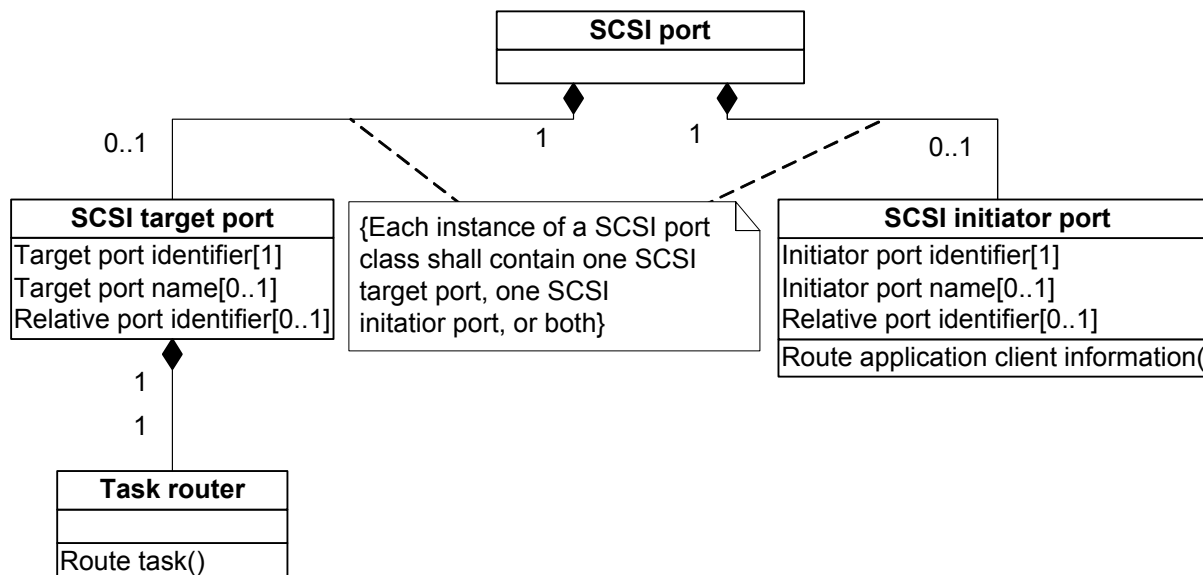 SCSI port
0..1
1
1
0..1
SCSI target port
Target port identifier[1]
Target port name[0..1]
Relative port identifier[0..1]
{Each instance of a SCSI port
class shall contain one SCSI
target port, one SCSI
initatior port, or both}
SCSI initiator port
Initiator port identifier[1]
Initiator port name[0..1]
Relative port identifier[0..1]
Route application client information(
1
1
Task router
Route task()